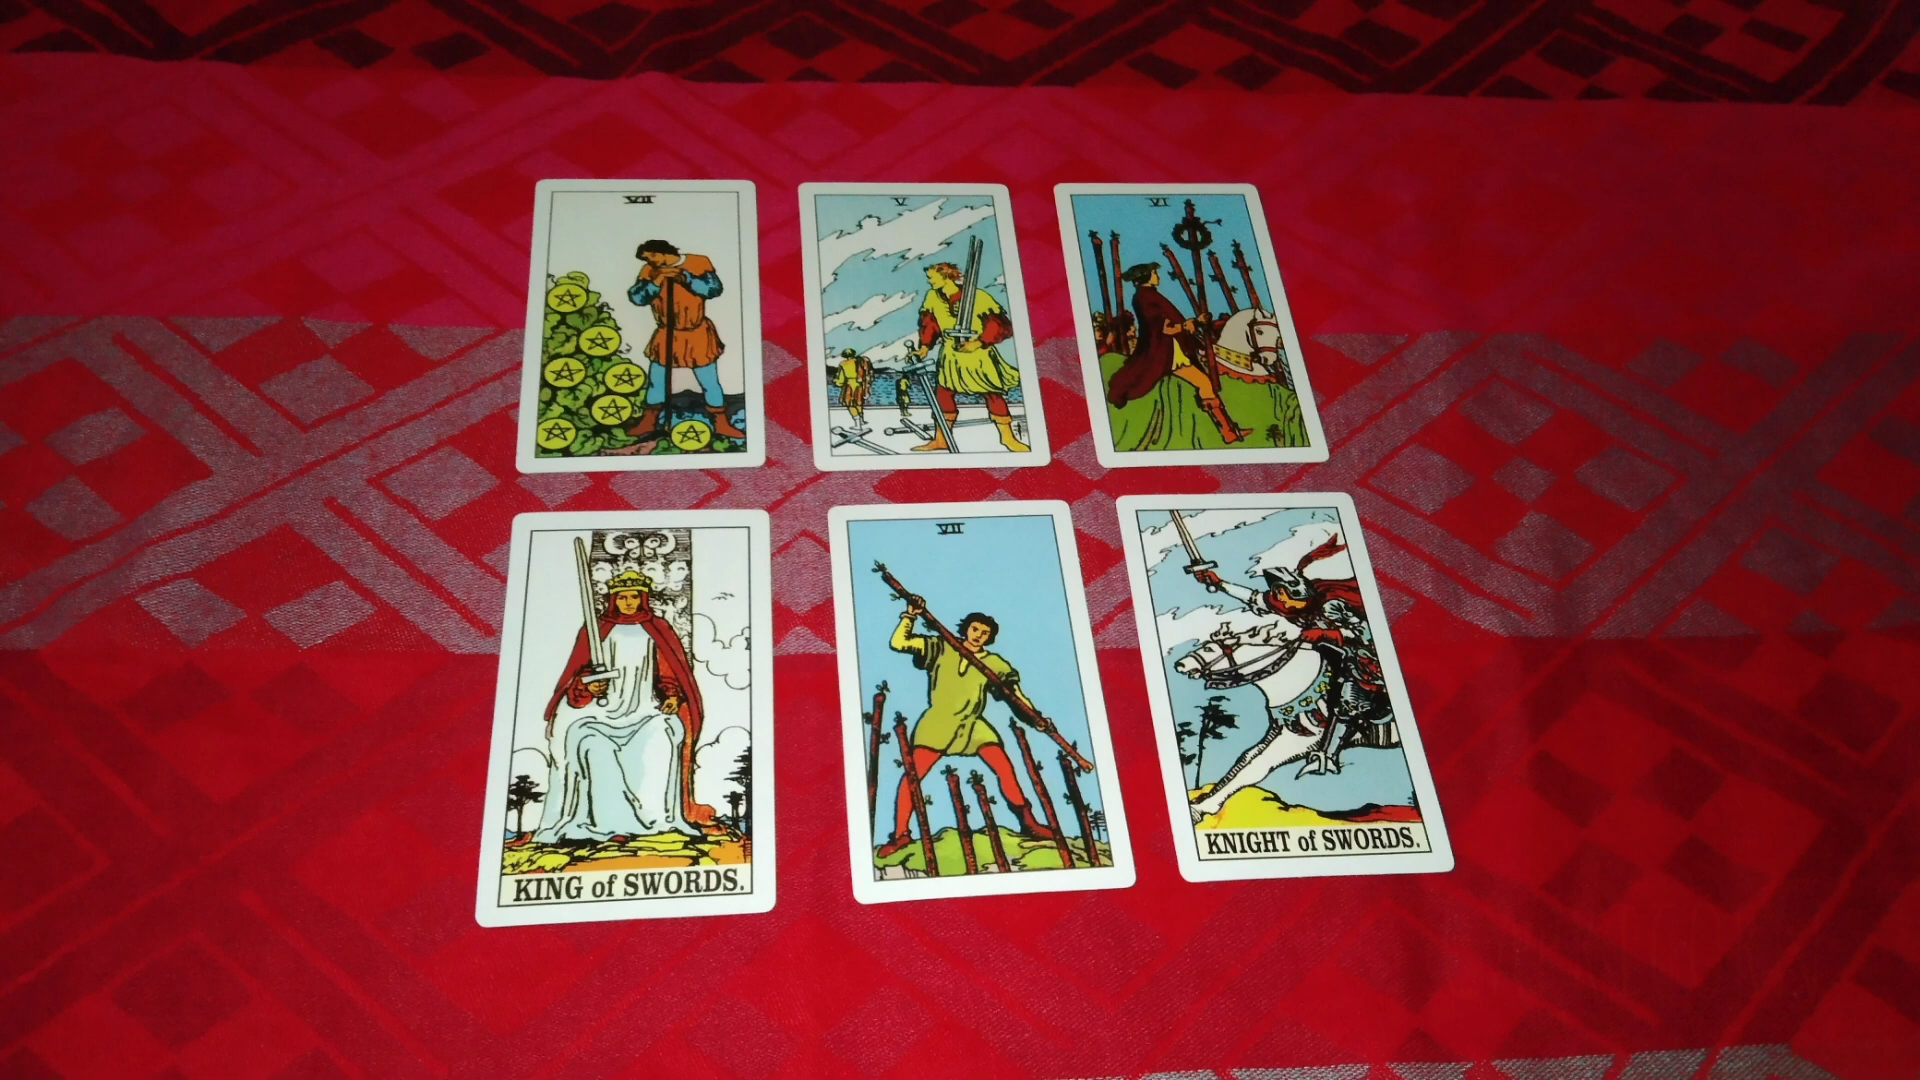 VII
V
VI
KING of SWORDS.
VII
KNIGHT of SWORDS.